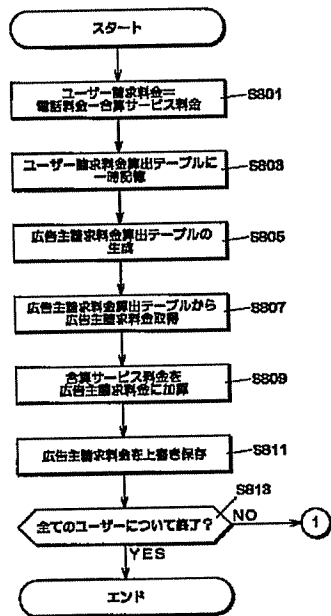 スタート
ユーザー請求料金＝
電話料金−合算サービス料金
S801
ユーザー請求料金算出テーブルに
一時記憶
S803
広告主請求料金算出テーブルの
生成
S805
広告主請求料金算出テーブルから
広告主請求料金取得
S807
合算サービス料金を
広告主請求料金に加算
S809
広告主請求料金を上書き保存
S811
全てのユーザーについて終了？
S813
NO
1
YES
エンド